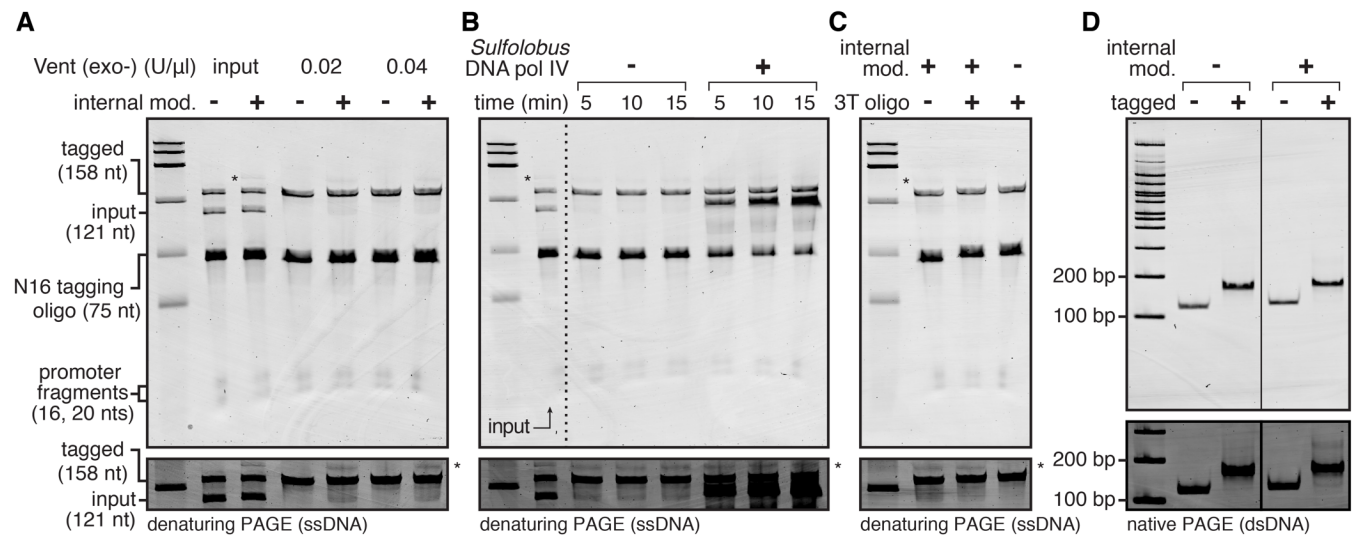 A
Vent (exo-) (U/µl) input 0.02 0.04
internal mod. - + - + - +
tagged
(158 nt)
*
input
(121 nt)
N16 tagging
oligo (75 nt)
promoter
fragments
(16, 20 nts)
tagged
(158 nt)
*
input
(121 nt)
denaturing PAGE (ssDNA)
B
Sulfolobus
DNA pol IV - +
time (min) 5 10 15 5 10 15
*
input
*
denaturing PAGE (ssDNA)
C
internal
mod. + + -
3T oligo - + +
*
*
denaturing PAGE (ssDNA)
D
internal
mod. - +
tagged - + - +
200 bp
100 bp
200 bp
100 bp
native PAGE (dsDNA)